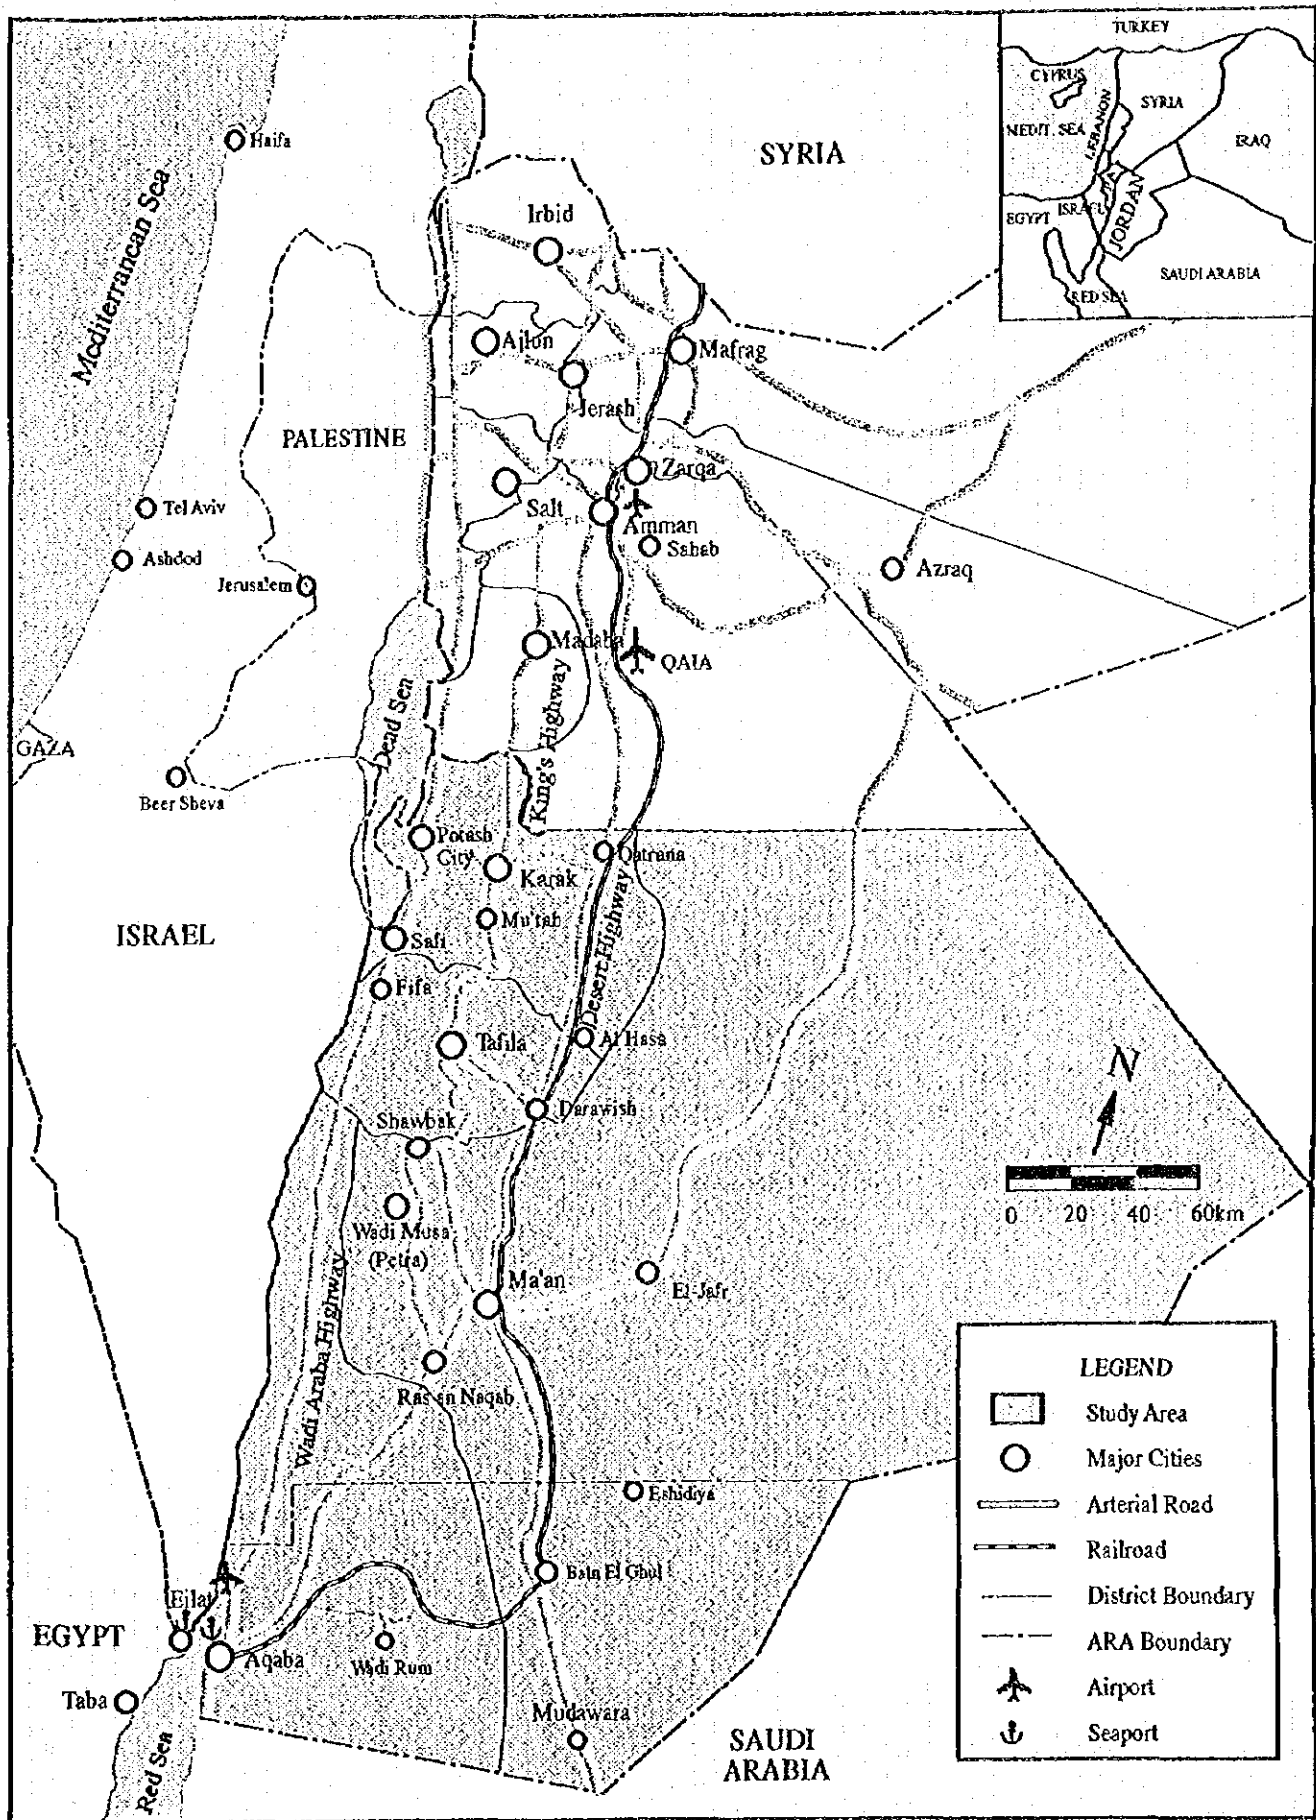 TURKEY
CYPRUS
SYRIA
MEDIT. SEA
LEBANON
IRAQ
EGYPT
ISRAEL
JORDAN
SAUDI ARABIA
RED SEA
Haifa
SYRIA
Mediterranean Sea
Irbid
Ajlon
Mafrag
Jerash
PALESTINE
Zarqa
Salt
Tel Aviv
Amman
Sahab
Ashdod
Azraq
Jerusalem
Madaba
QAIA
Dead Sea
King's Highway
GAZA
Beer Sheva
Potash
City
Qatrana
Karak
Mu'tah
ISRAEL
Safi
Desert Highway
Fifa
Tafila
Al Hasa
N
Darawish
Shawbak
0 20 40 60km
Wadi Musa
(Petra)
Ma'an
El-Jafr
Wadi Araba Highway
Ras an Naqab
Eshidiya
Batn El Ghul
Eilat
EGYPT
Aqaba
Wadi Rum
Taba
Mudawara
Red Sea
SAUDI
ARABIA
LEGEND
Study Area
Major Cities
Arterial Road
Railroad
District Boundary
ARA Boundary
Airport
Seaport